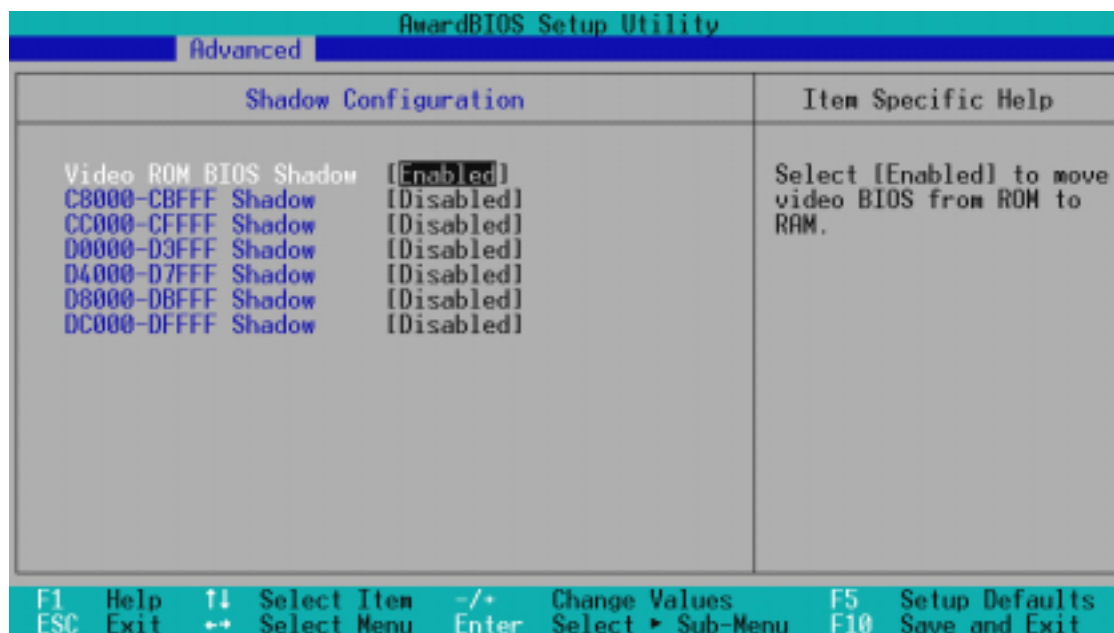 AwardBIOS Setup Utility
Advanced
Shadow Configuration
Item Specific Help
Video ROM BIOS Shadow [Enabled]
C8000-CBFFF Shadow [Disabled]
CC000-CFFFF Shadow [Disabled]
D0000-D3FFF Shadow [Disabled]
D4000-D7FFF Shadow [Disabled]
D8000-DBFFF Shadow [Disabled]
DC000-DFFFF Shadow [Disabled]
Select [Enabled] to move
video BIOS from ROM to
RAM.
F1 Help ↑↓ Select Item -/+ Change Values F5 Setup Defaults
ESC Exit ←→ Select Menu Enter Select ► Sub-Menu F10 Save and Exit